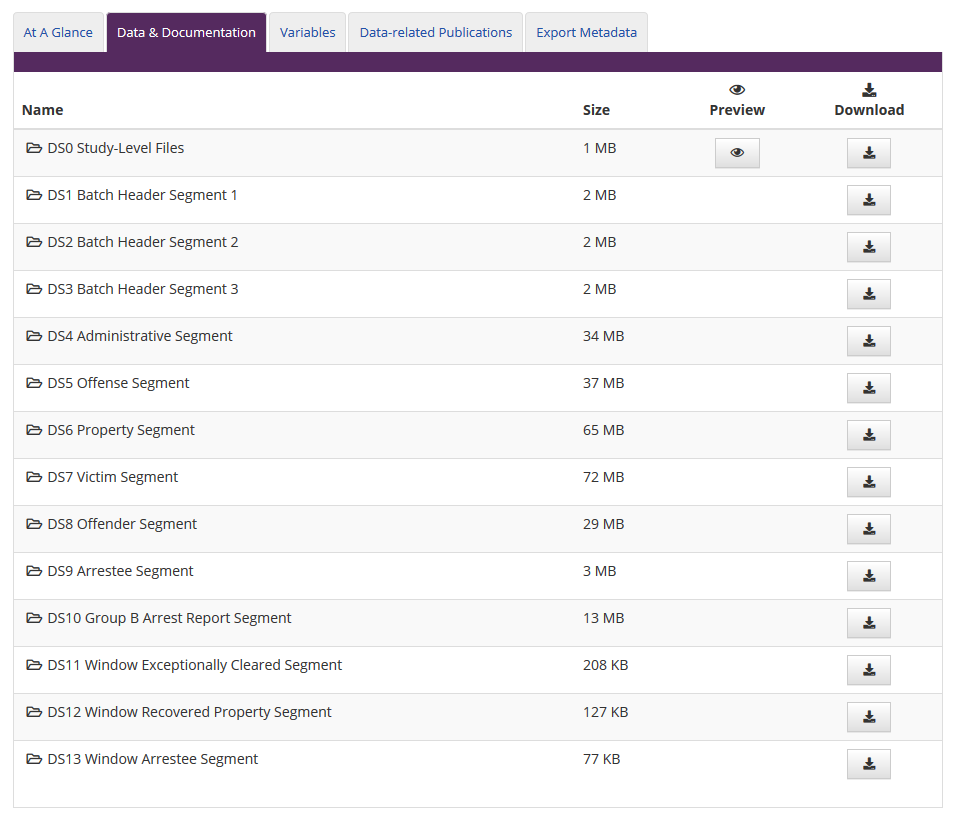 At A Glance Data & Documentation Variables Data-related Publications Export Metadata
Name Size Preview Download
DS0 Study-Level Files 1 MB
DS1 Batch Header Segment 1 2 MB
DS2 Batch Header Segment 2 2 MB
DS3 Batch Header Segment 3 2 MB
DS4 Administrative Segment 34 MB
DS5 Offense Segment 37 MB
DS6 Property Segment 65 MB
DS7 Victim Segment 72 MB
DS8 Offender Segment 29 MB
DS9 Arrestee Segment 3 MB
DS10 Group B Arrest Report Segment 13 MB
DS11 Window Exceptionally Cleared Segment 208 KB
DS12 Window Recovered Property Segment 127 KB
DS13 Window Arrestee Segment 77 KB